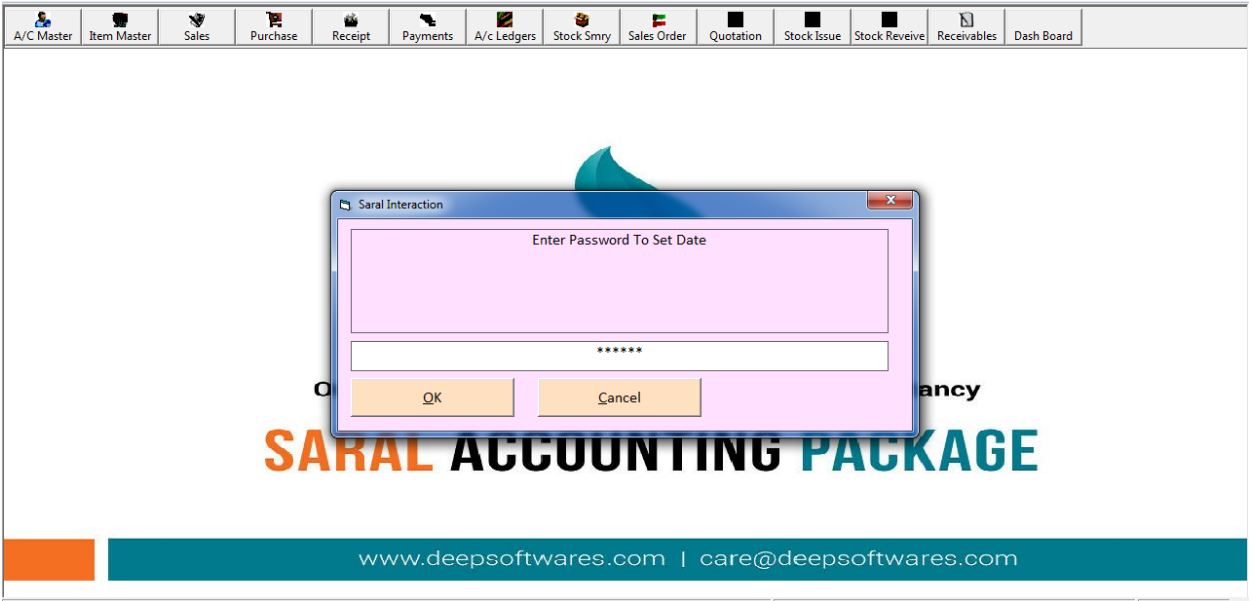 A/C Master Item Master Sales Purchase Receipt Payments A/c Ledgers Stock Smry Sales Order Quotation Stock Issue Stock Reveive Receivables Dash Board
Saral Interaction
Enter Password To Set Date
******
OK Cancel
O ancy
SARAL ACCOUNTING PACKAGE
www.deepsoftwares.com | care@deepsoftwares.com